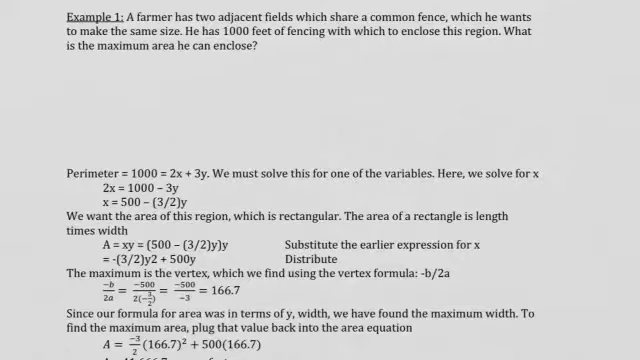 Example 1: A farmer has two adjacent fields which share a common fence, which he wants
to make the same size. He has 1000 feet of fencing with which to enclose this region. What
is the maximum area he can enclose?
Perimeter = 1000 = 2x + 3y. We must solve this for one of the variables. Here, we solve for x
2x = 1000 – 3y
x = 500 – (3/2)y
We want the area of this region, which is rectangular. The area of a rectangle is length
times width
A = xy = (500 – (3/2)y)y Substitute the earlier expression for x
= -(3/2)y2 + 500y Distribute
The maximum is the vertex, which we find using the vertex formula: -b/2a
−b/2a = −500/2(−3/2) = −500/−3 = 166.7
Since our formula for area was in terms of y, width, we have found the maximum width. To
find the maximum area, plug that value back into the area equation
A = −3/2 (166.7)² + 500(166.7)